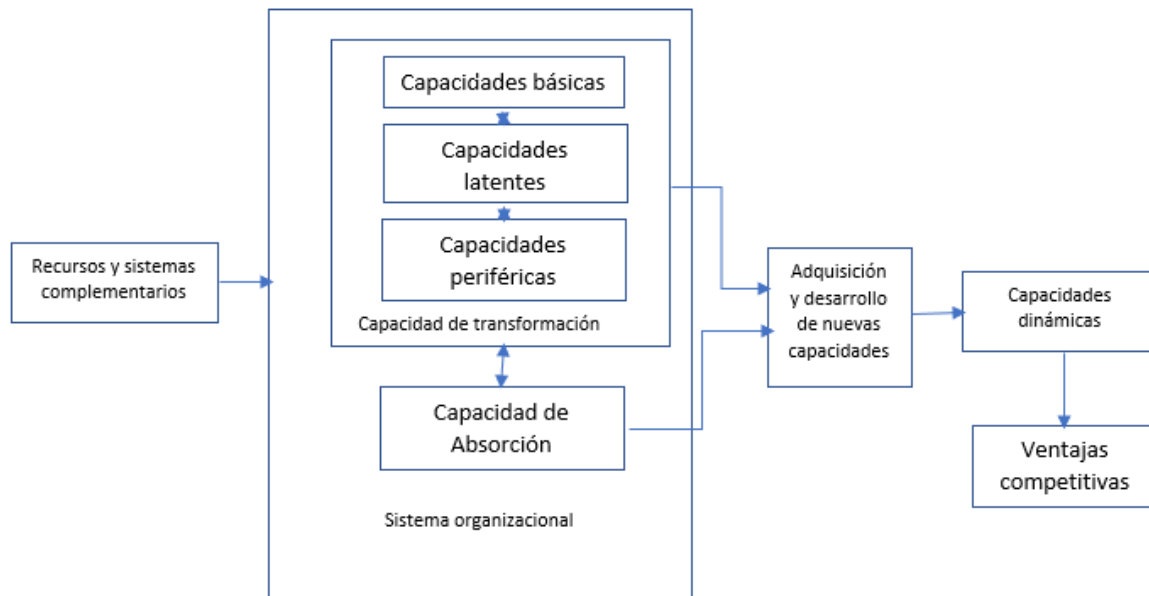 Capacidades básicas
Capacidades
latentes
Capacidades
periféricas
Capacidad de transformación
Recursos y sistemas
complementarios
Capacidad de
Absorción
Sistema organizacional
Adquisición
y desarrollo
de nuevas
capacidades
Capacidades
dinámicas
Ventajas
competitivas